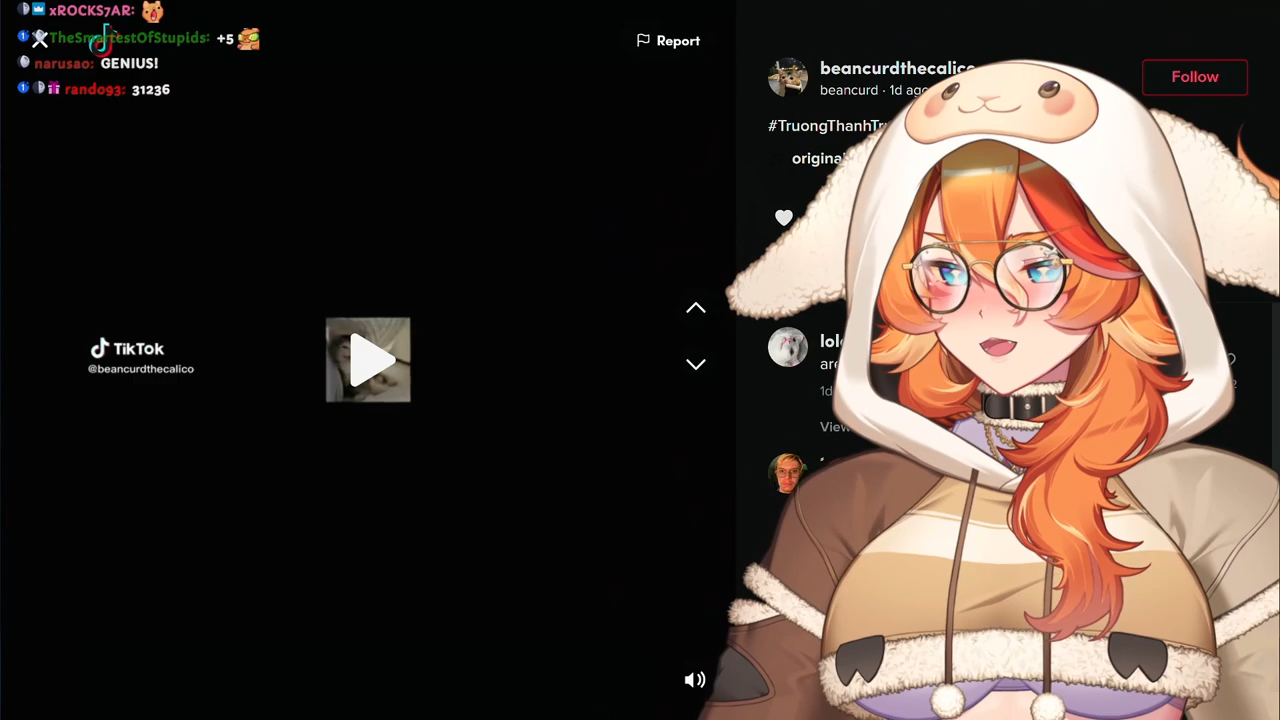 xROCKS7AR:
TheSmartestOfStupids: +5
narusao: GENIUS!
rando93: 31236
Report
beancurdthecalico
beancurd · 1d ago
Follow
#TruongThanhTr
original
TikTok
@beancurdthecalico
lol
are
1d
View